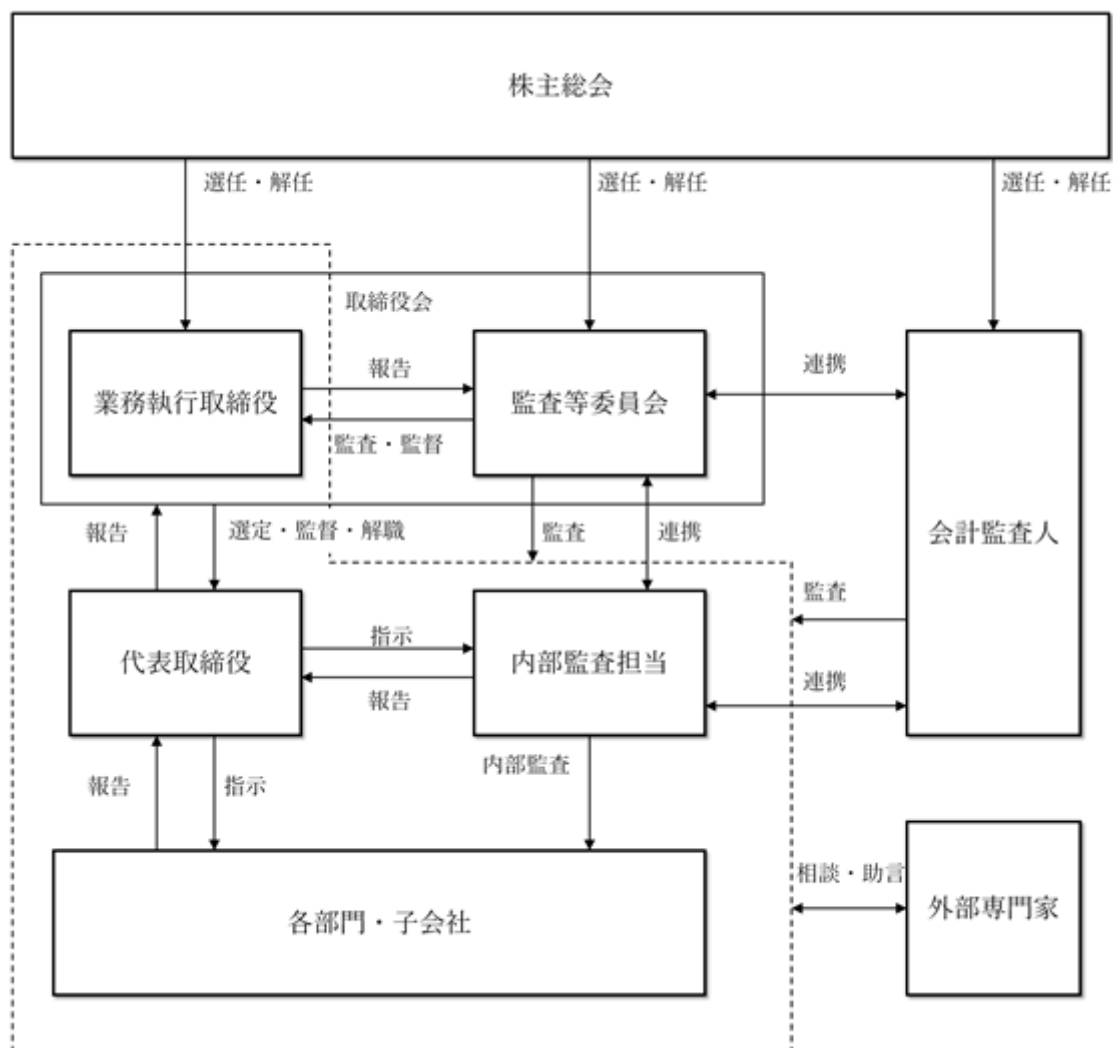 株主総会
選任・解任
選任・解任
選任・解任
取締役会
業務執行取締役
報告
監査・監督
監査等委員会
連携
会計監査人
報告
選定・監督・解職
監査
連携
代表取締役
指示
報告
内部監査担当
監査
連携
報告
指示
内部監査
各部門・子会社
相談・助言
外部専門家